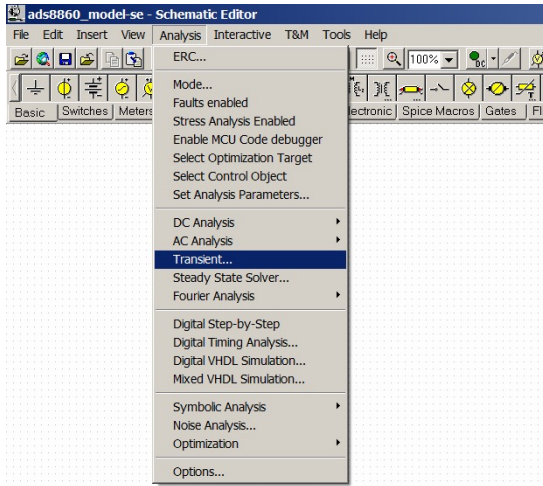 ads8860_model-se - Schematic Editor
File Edit Insert View Analysis Interactive T&M Tools Help
100%
DC
Basic Switches Meters
Spice Macros Gates
ERC...
Mode...
Faults enabled
Stress Analysis Enabled
Enable MCU Code debugger
Select Optimization Target
Select Control Object
Set Analysis Parameters...
DC Analysis
AC Analysis
Transient...
Steady State Solver...
Fourier Analysis
Digital Step-by-Step
Digital Timing Analysis...
Digital VHDL Simulation...
Mixed VHDL Simulation...
Symbolic Analysis
Noise Analysis...
Optimization
Options...